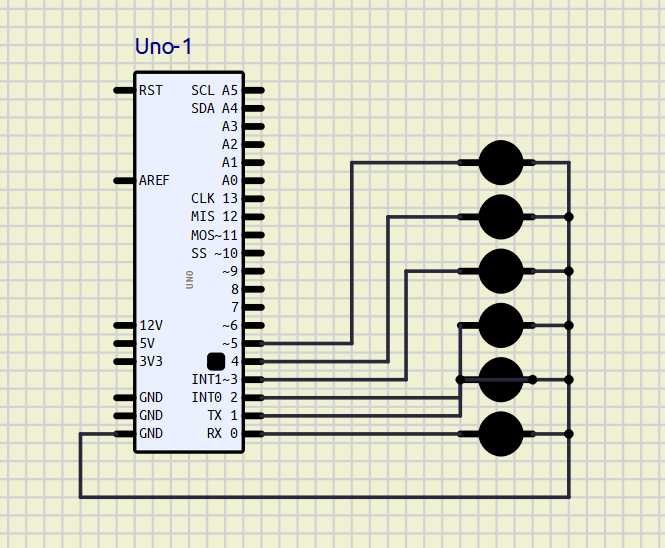 Uno-1
RST SCL A5
SDA A4
A3
A2
A1
AREF A0
CLK 13
MIS 12
MOS~11
SS ~10
~9
UNO
8
7
12V ~6
5V ~5
3V3 4
INT1~3
GND INT0 2
GND TX 1
GND RX 0